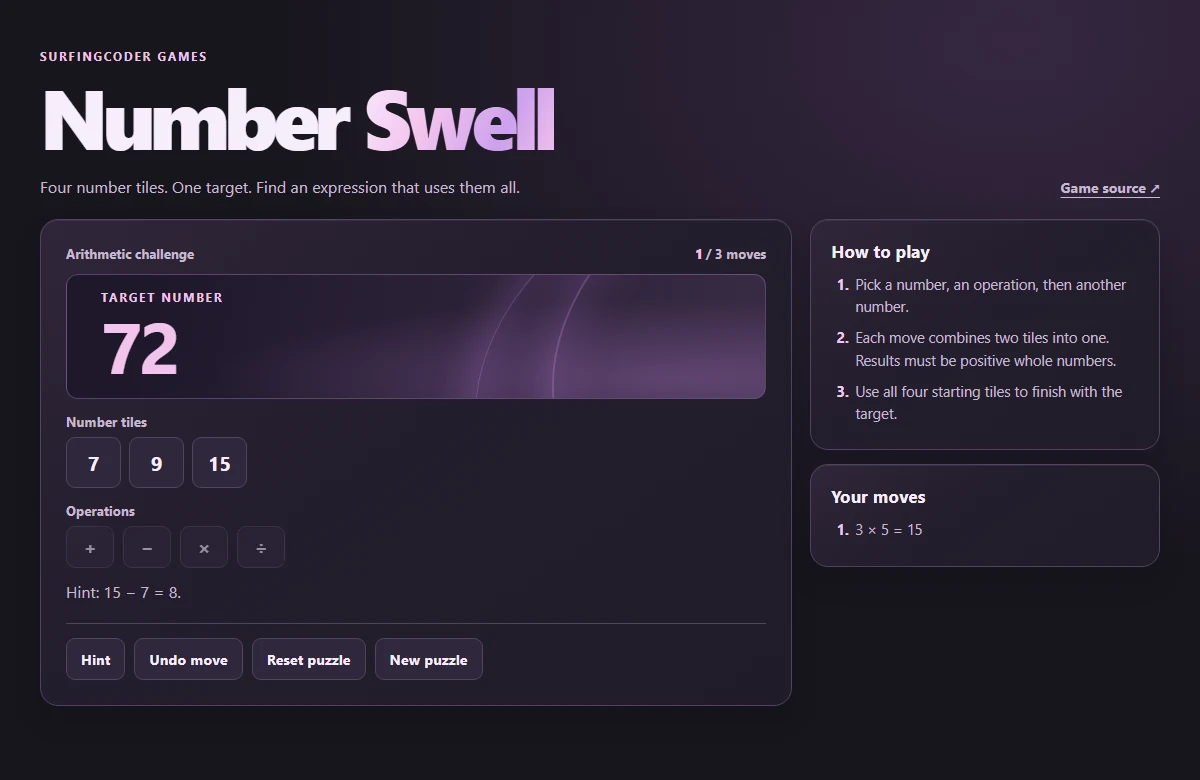 SURFINGCODER GAMES
Number Swell
Four number tiles. One target. Find an expression that uses them all.
Game source ↗
Arithmetic challenge
1 / 3 moves
TARGET NUMBER
72
Number tiles
7 9 15
Operations
+ − × ÷
Hint: 15 − 7 = 8.
Hint Undo move Reset puzzle New puzzle
How to play
1. Pick a number, an operation, then another
number.
2. Each move combines two tiles into one.
Results must be positive whole numbers.
3. Use all four starting tiles to finish with the
target.
Your moves
1. 3 × 5 = 15